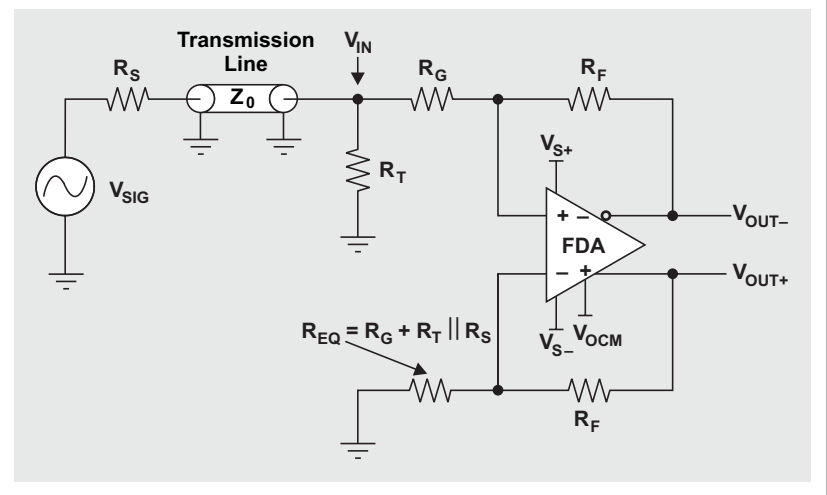 Transmission
Line
V_IN
R_S
Z_0
R_G
R_F
R_T
V_SIG
V_S+
+ −
FDA
− +
V_OUT−
V_OUT+
V_S−
V_OCM
R_EQ = R_G + R_T || R_S
R_F